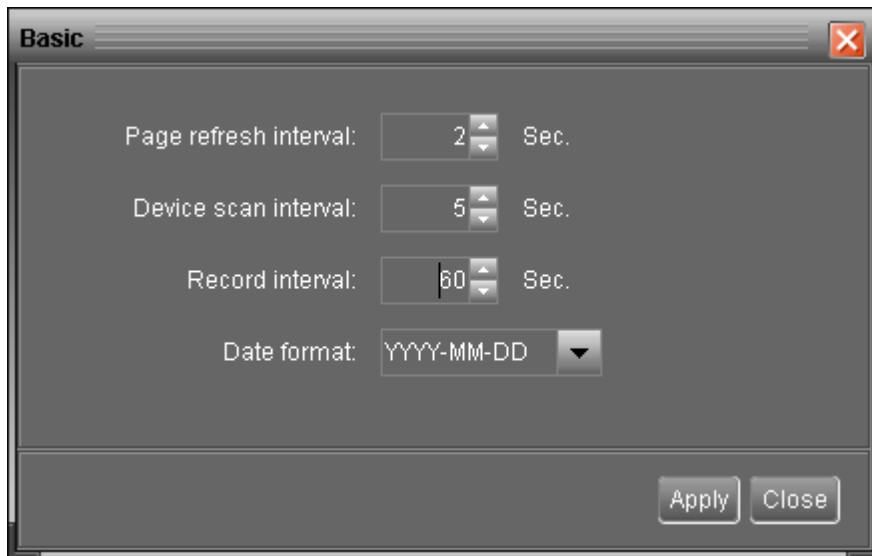 Basic
Page refresh interval: 2 Sec.
Device scan interval: 5 Sec.
Record interval: 60 Sec.
Date format: YYYY-MM-DD
Apply Close